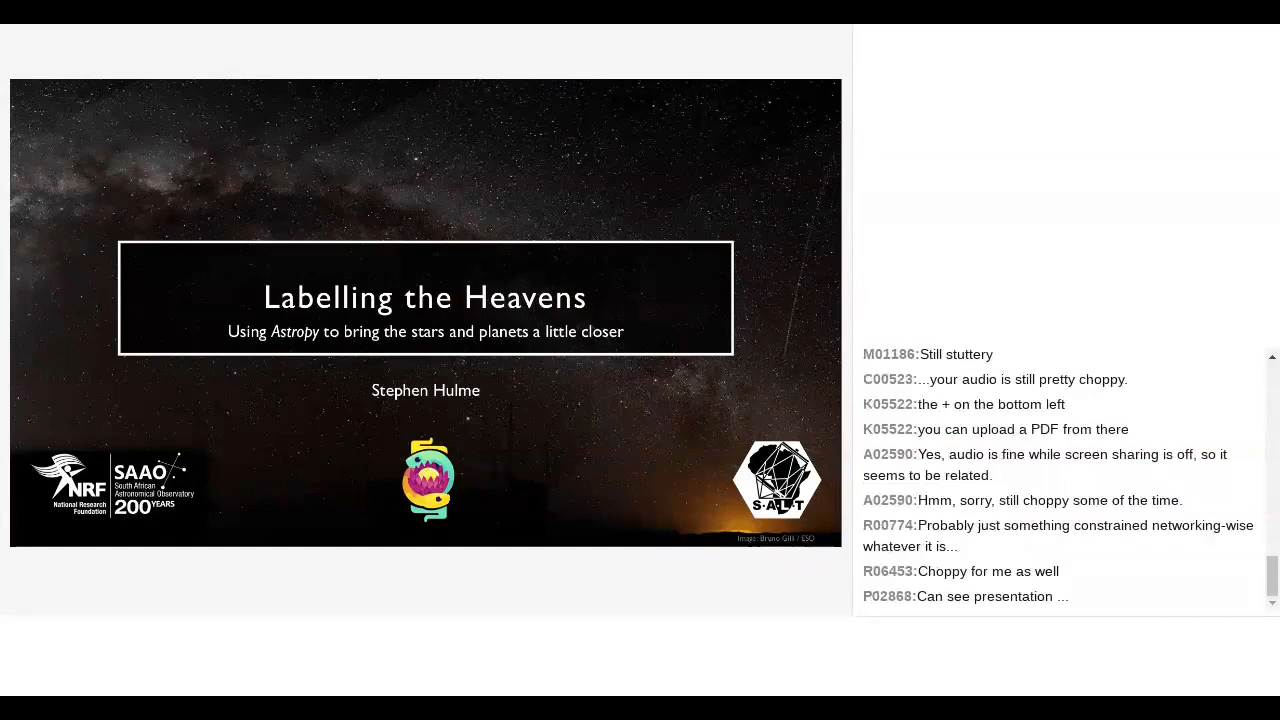 Labelling the Heavens
Using Astropy to bring the stars and planets a little closer
Stephen Hulme
NRF
National Research
Foundation
SAAO
South African
Astronomical Observatory
200 YEARS
S·A·L·T
Image: Bruno Gilli / ESO
M01186:Still stuttery
C00523:...your audio is still pretty choppy.
K05522:the + on the bottom left
K05522:you can upload a PDF from there
A02590:Yes, audio is fine while screen sharing is off, so it
seems to be related.
A02590:Hmm, sorry, still choppy some of the time.
R00774:Probably just something constrained networking-wise
whatever it is...
R06453:Choppy for me as well
P02868:Can see presentation ...